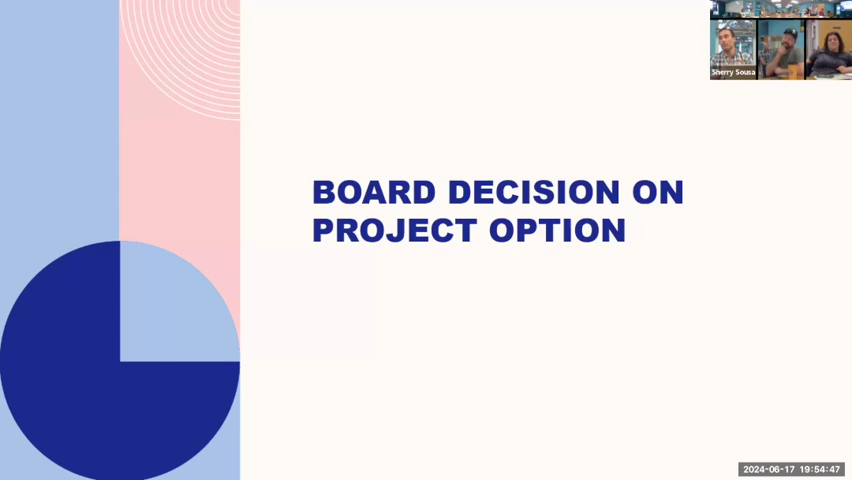 Sherry Sousa
BOARD DECISION ON
PROJECT OPTION
2024-06-17 19:54:47